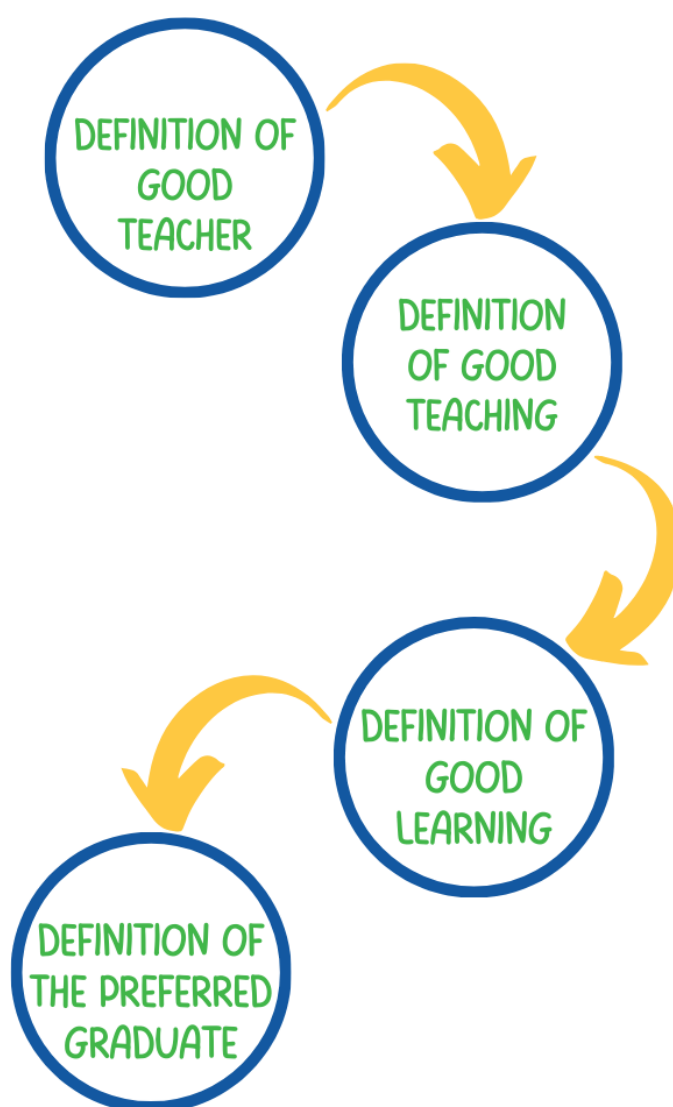 DEFINITION OF
GOOD
TEACHER
DEFINITION
OF GOOD
TEACHING
DEFINITION OF
GOOD
LEARNING
DEFINITION OF
THE PREFERRED
GRADUATE